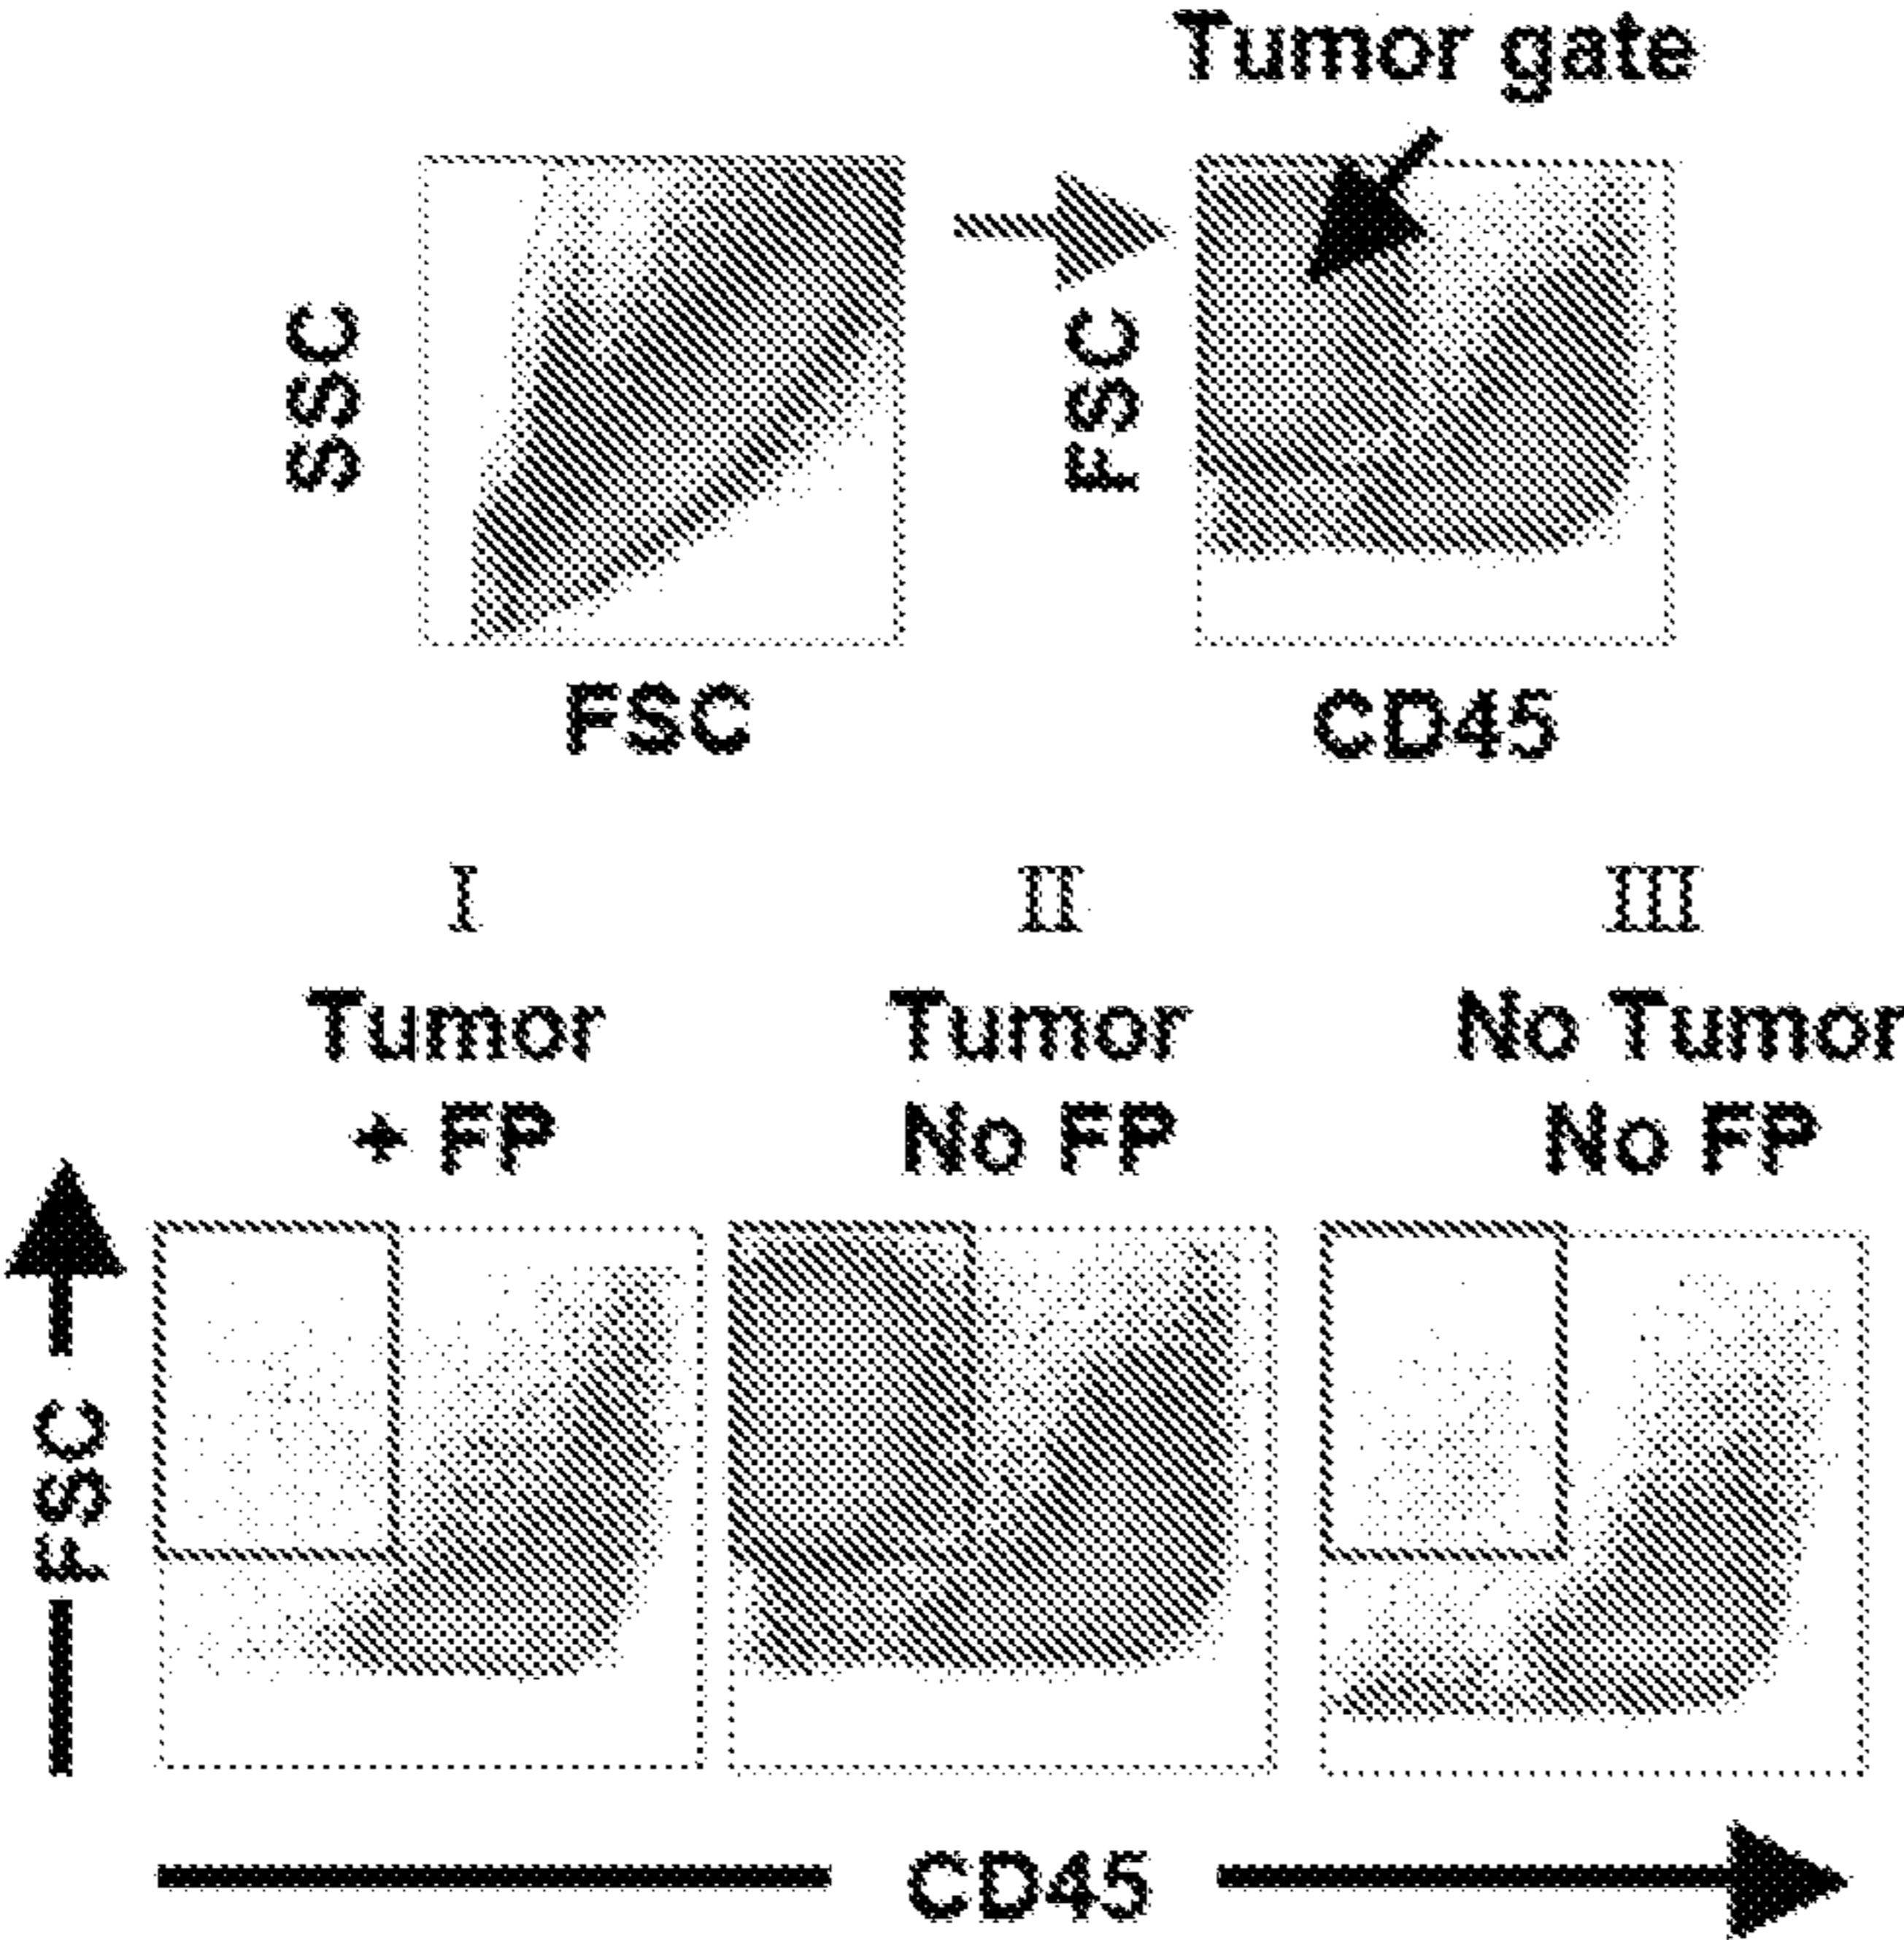 Tumor gate
SSC
FSC
FSC
CD45
I
II
III
Tumor
+ FP
Tumor
No FP
No Tumor
No FP
FSC
CD45